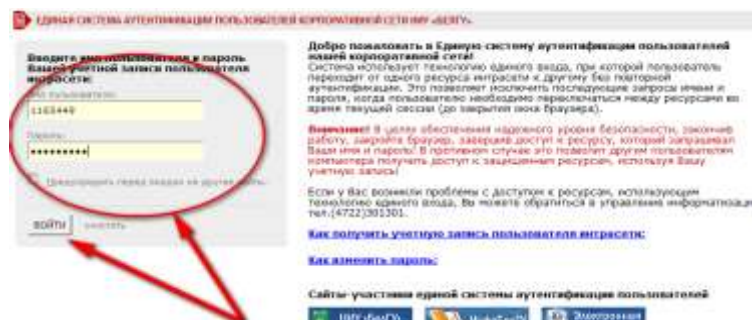 ЕДИНАЯ СИСТЕМА АУТЕНТИФИКАЦИИ ПОЛЬЗОВАТЕЛЕЙ КОРПОРАТИВНОЙ СЕТИ НИУ «БЕЛГУ».
Введите имя пользователя и пароль
Вашей учетной записи пользователя
интрасети:
Имя пользователя:
1163449
Пароль:
•••••••••
Предупредить перед входом на другие сайты.
ВОЙТИ очистить
Добро пожаловать в Единую систему аутентификации пользователей
нашей корпоративной сети!
Система использует технологию единого входа, при которой пользователь
переходит от одного ресурса интрасети к другому без повторной
аутентификации. Это позволяет исключить последующие запросы имени и
пароля, когда пользователю необходимо переключаться между ресурсами во
время текущей сессии (до закрытия окна браузера).
Внимание! В целях обеспечения надежного уровня безопасности, закончив
работу, закройте браузер, завершив доступ к ресурсу, который запрашивал
Ваши имя и пароль! В противном случае это позволит другим пользователям
компьютера получить доступ к защищенным ресурсам, используя Вашу
учетную запись!
Если у Вас возникли проблемы с доступом к ресурсам, использующим
технологию единого входа, Вы можете обратиться в управление информатизации
тел.(4722)301301.
Как получить учетную запись пользователя интрасети:
Как изменить пароль:
Сайты-участники единой системы аутентификации пользователей
НИУ «БелГУ»
Электронная